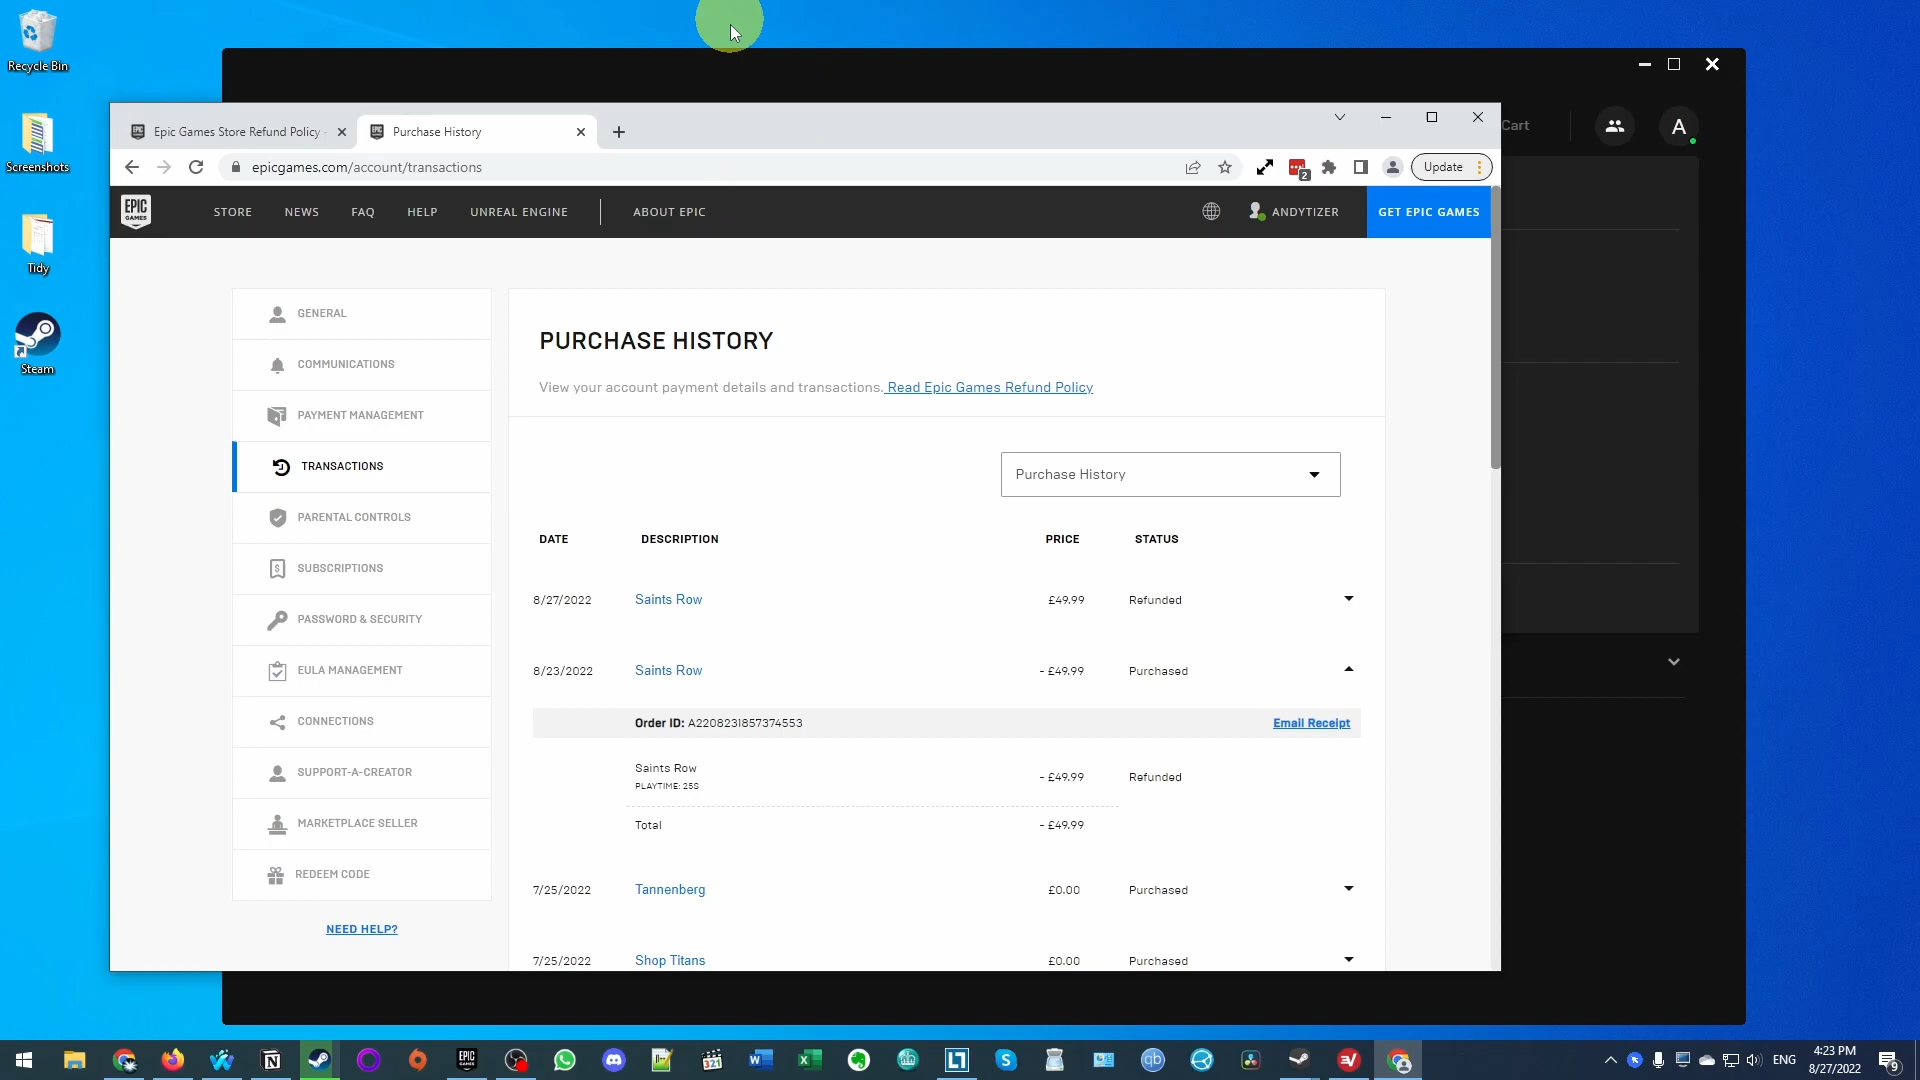 Recycle Bin
Screenshots
Tidy
Steam
Cart
A
Epic Games Store Refund Policy -
Purchase History
epicgames.com/account/transactions
2
Update
EPIC GAMES
STORE
NEWS
FAQ
HELP
UNREAL ENGINE
ABOUT EPIC
ANDYTIZER
GET EPIC GAMES
GENERAL
COMMUNICATIONS
PAYMENT MANAGEMENT
TRANSACTIONS
PARENTAL CONTROLS
SUBSCRIPTIONS
PASSWORD & SECURITY
EULA MANAGEMENT
CONNECTIONS
SUPPORT-A-CREATOR
MARKETPLACE SELLER
REDEEM CODE
NEED HELP?
PURCHASE HISTORY
View your account payment details and transactions. Read Epic Games Refund Policy
Purchase History
DATE DESCRIPTION PRICE STATUS
8/27/2022 Saints Row £49.99 Refunded
8/23/2022 Saints Row - £49.99 Purchased
Order ID: A2208231857374553 Email Receipt
Saints Row - £49.99 Refunded
PLAYTIME: 25S
Total - £49.99
7/25/2022 Tannenberg £0.00 Purchased
7/25/2022 Shop Titans £0.00 Purchased
ENG
4:23 PM
8/27/2022
9